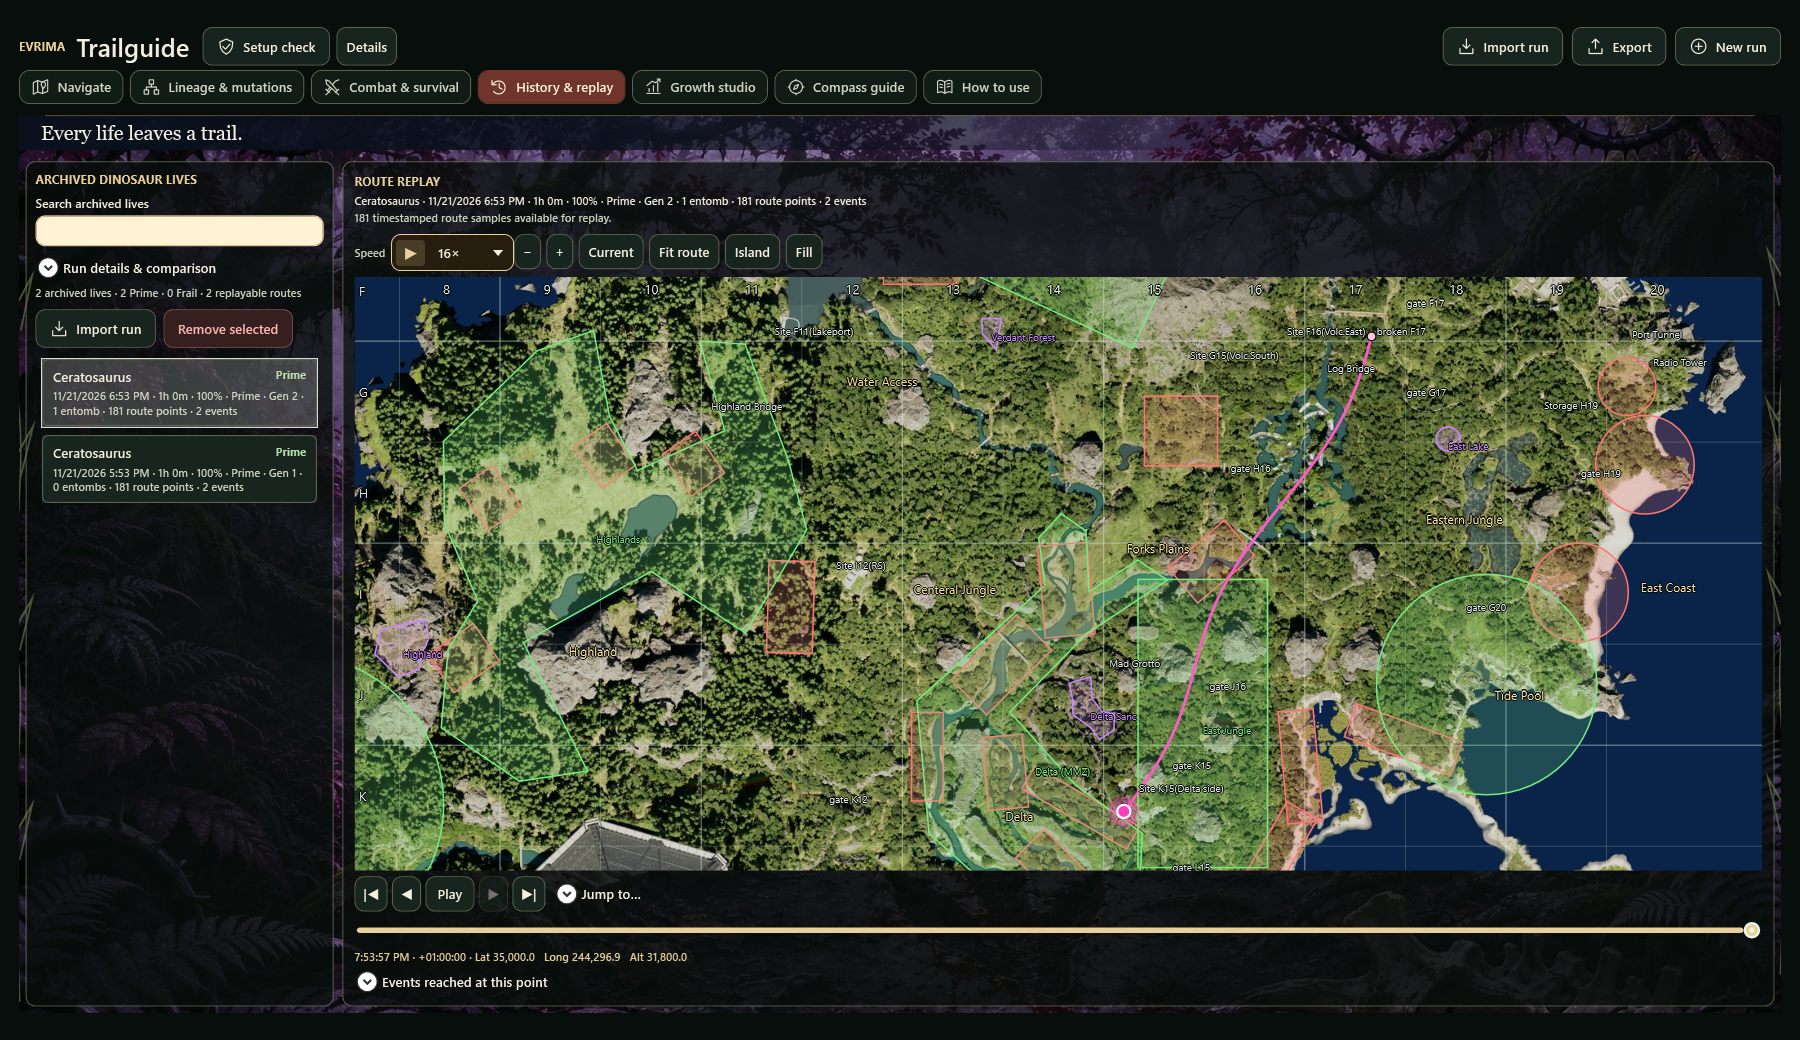 EVRIMA Trailguide Setup check Details Import run Export New run
Navigate Lineage & mutations Combat & survival History & replay Growth studio Compass guide How to use
Every life leaves a trail.
ARCHIVED DINOSAUR LIVES
Search archived lives
Run details & comparison
2 archived lives · 2 Prime · 0 Frail · 2 replayable routes
Import run Remove selected
Ceratosaurus Prime
11/21/2026 6:53 PM · 1h 0m · 100% · Prime · Gen 2 ·
1 entomb · 181 route points · 2 events
Ceratosaurus Prime
11/21/2026 5:53 PM · 1h 0m · 100% · Prime · Gen 1 ·
0 entombs · 181 route points · 2 events
ROUTE REPLAY
Ceratosaurus · 11/21/2026 6:53 PM · 1h 0m · 100% · Prime · Gen 2 · 1 entomb · 181 route points · 2 events
181 timestamped route samples available for replay.
Speed 16× − + Current Fit route Island Fill
F 8 9 10 11 12 13 14 15 16 17 18 19 20
gate F17
Site F11(Lakeport)
Verdant Forest
Site F16(Volc.East)
broken F17
Port Tunnel
Site G15(Volc.South)
Log Bridge
Radio Tower
Water Access
G
gate G17
Highland Bridge
Storage H19
East Lake
gate H16
gate H19
H
Eastern Jungle
Highlands
Forks Plains
Site I12(RS)
Centeral Jungle
East Coast
I
gate G20
Highland
Highland
Mad Grotto
gate J16
J
Tide Pool
Delta Sanc
East Jungle
gate K15
Delta (MMZ)
Site K15(Delta side)
K
gate K12
Delta
gate L15
Play Jump to...
7:53:57 PM · +01:00:00 · Lat 35,000.0 Long 244,296.9 Alt 31,800.0
Events reached at this point